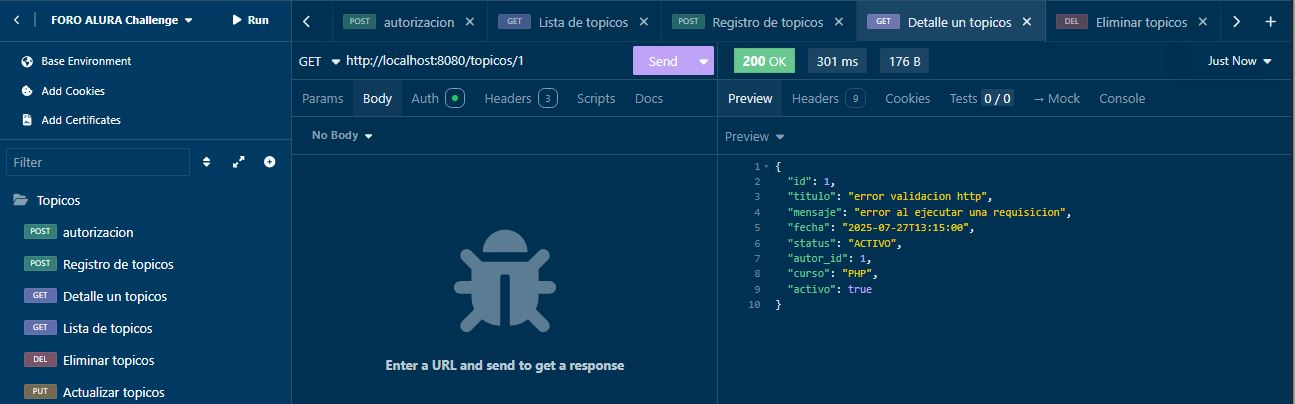 FORO ALURA Challenge Run
Base Environment
Add Cookies
Add Certificates
Filter
Topicos
POST autorizacion
POST Registro de topicos
GET Detalle un topicos
GET Lista de topicos
DEL Eliminar topicos
PUT Actualizar topicos
POST autorizacion GET Lista de topicos POST Registro de topicos GET Detalle un topicos DEL Eliminar topicos
GET http://localhost:8080/topicos/1 Send
Params Body Auth Headers 3 Scripts Docs
No Body
Enter a URL and send to get a response
200 OK 301 ms 176 B Just Now
Preview Headers 9 Cookies Tests 0 / 0 → Mock Console
Preview
1 {
2 "id": 1,
3 "titulo": "error validacion http",
4 "mensaje": "error al ejecutar una requisicion",
5 "fecha": "2025-07-27T13:15:00",
6 "status": "ACTIVO",
7 "autor_id": 1,
8 "curso": "PHP",
9 "activo": true
10 }